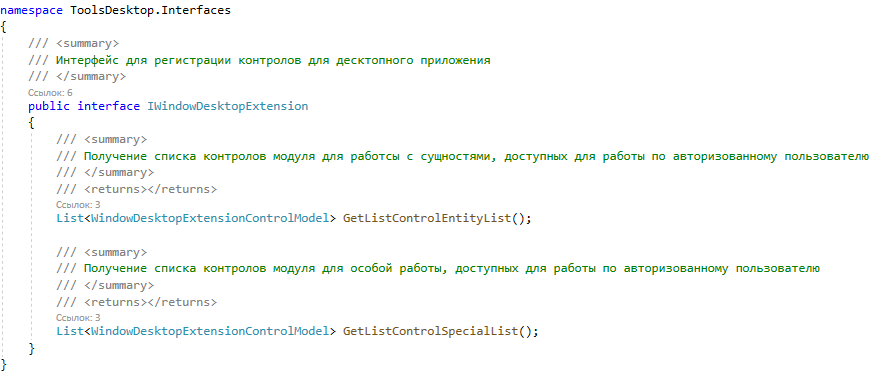 namespace ToolsDesktop.Interfaces
{
/// <summary>
/// Интерфейс для регистрации контролов для десктопного приложения
/// </summary>
Ссылок: 6
public interface IWindowDesktopExtension
{
/// <summary>
/// Получение списка контролов модуля для работсы с сущностями, доступных для работы по авторизованному пользователю
/// </summary>
/// <returns></returns>
Ссылок: 3
List<WindowDesktopExtensionControlModel> GetListControlEntityList();
/// <summary>
/// Получение списка контролов модуля для особой работы, доступных для работы по авторизованному пользователю
/// </summary>
/// <returns></returns>
Ссылок: 3
List<WindowDesktopExtensionControlModel> GetListControlSpecialList();
}
}